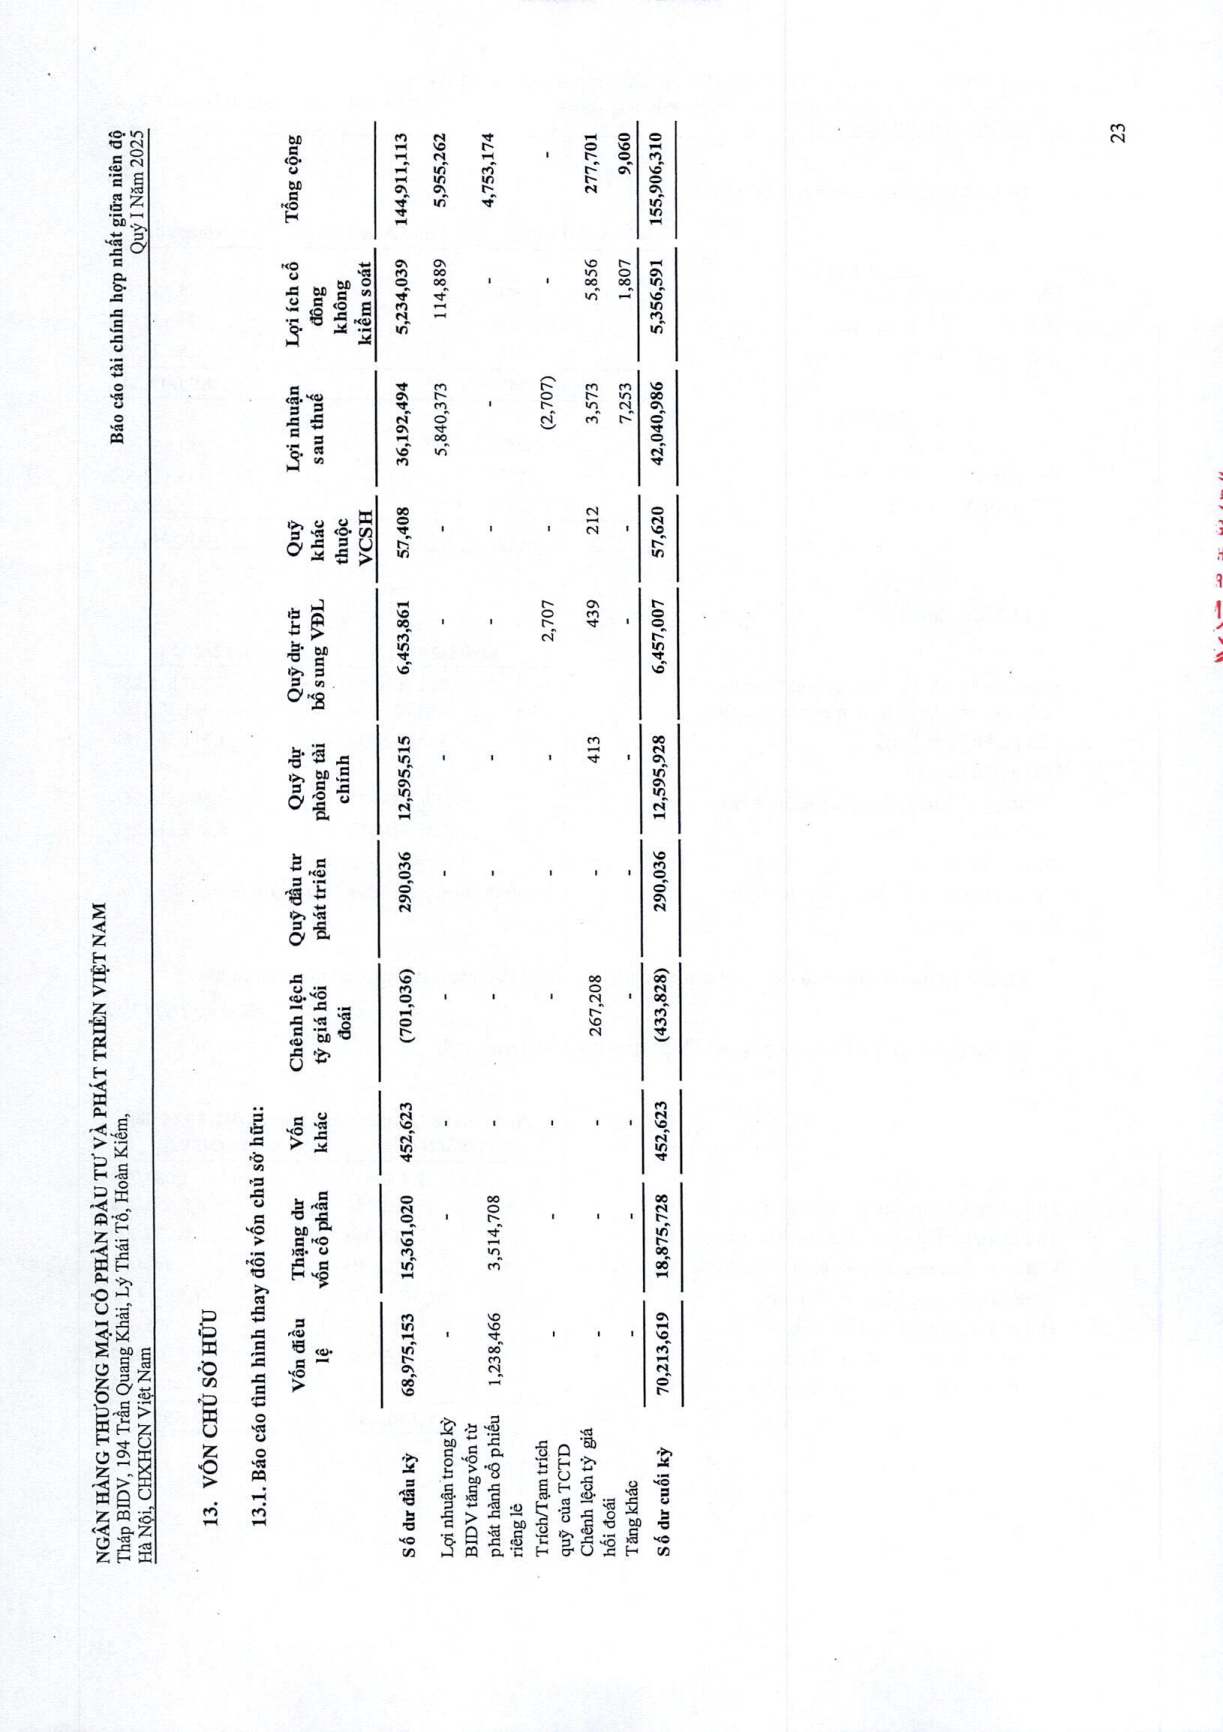 NGÂN HÀNG THƯƠNG MẠI CỔ PHẦN ĐẦU TƯ VÀ PHÁT TRIỂN VIỆT NAM
Tháp BIDV, 194 Trần Quang Khải, Lý Thái Tổ, Hoàn Kiếm,
Hà Nội, CHXHCN Việt Nam
Báo cáo tài chính hợp nhất giữa niên độ
Quý I Năm 2025
13. VỐN CHỦ SỞ HỮU
13.1. Báo cáo tình hình thay đổi vốn chủ sở hữu:
Vốn điều lệ | Thặng dư vốn cổ phần | Vốn khác | Chênh lệch tỷ giá hối đoái | Quỹ đầu tư phát triển | Quỹ dự phòng tài chính | Quỹ dự trữ bổ sung VĐL | Quỹ khác thuộc VCSH | Lợi nhuận sau thuế | Lợi ích cổ đông không kiểm soát | Tổng cộng
Số dư đầu kỳ 68,975,153 15,361,020 452,623 (701,036) 290,036 12,595,515 6,453,861 57,408 36,192,494 5,234,039 144,911,113
Lợi nhuận trong kỳ - - - - - - - - 5,840,373 114,889 5,955,262
BIDV tăng vốn từ
phát hành cổ phiếu 1,238,466 3,514,708 - - - - - - - - 4,753,174
riêng lẻ
Trích/Tạm trích - - - - - - 2,707 - (2,707) - -
quỹ của TCTD
Chênh lệch tỷ giá - - - 267,208 - 413 439 212 3,573 5,856 277,701
hối đoái
Tăng khác - - - - - - - - 7,253 1,807 9,060
Số dư cuối kỳ 70,213,619 18,875,728 452,623 (433,828) 290,036 12,595,928 6,457,007 57,620 42,040,986 5,356,591 155,906,310
23